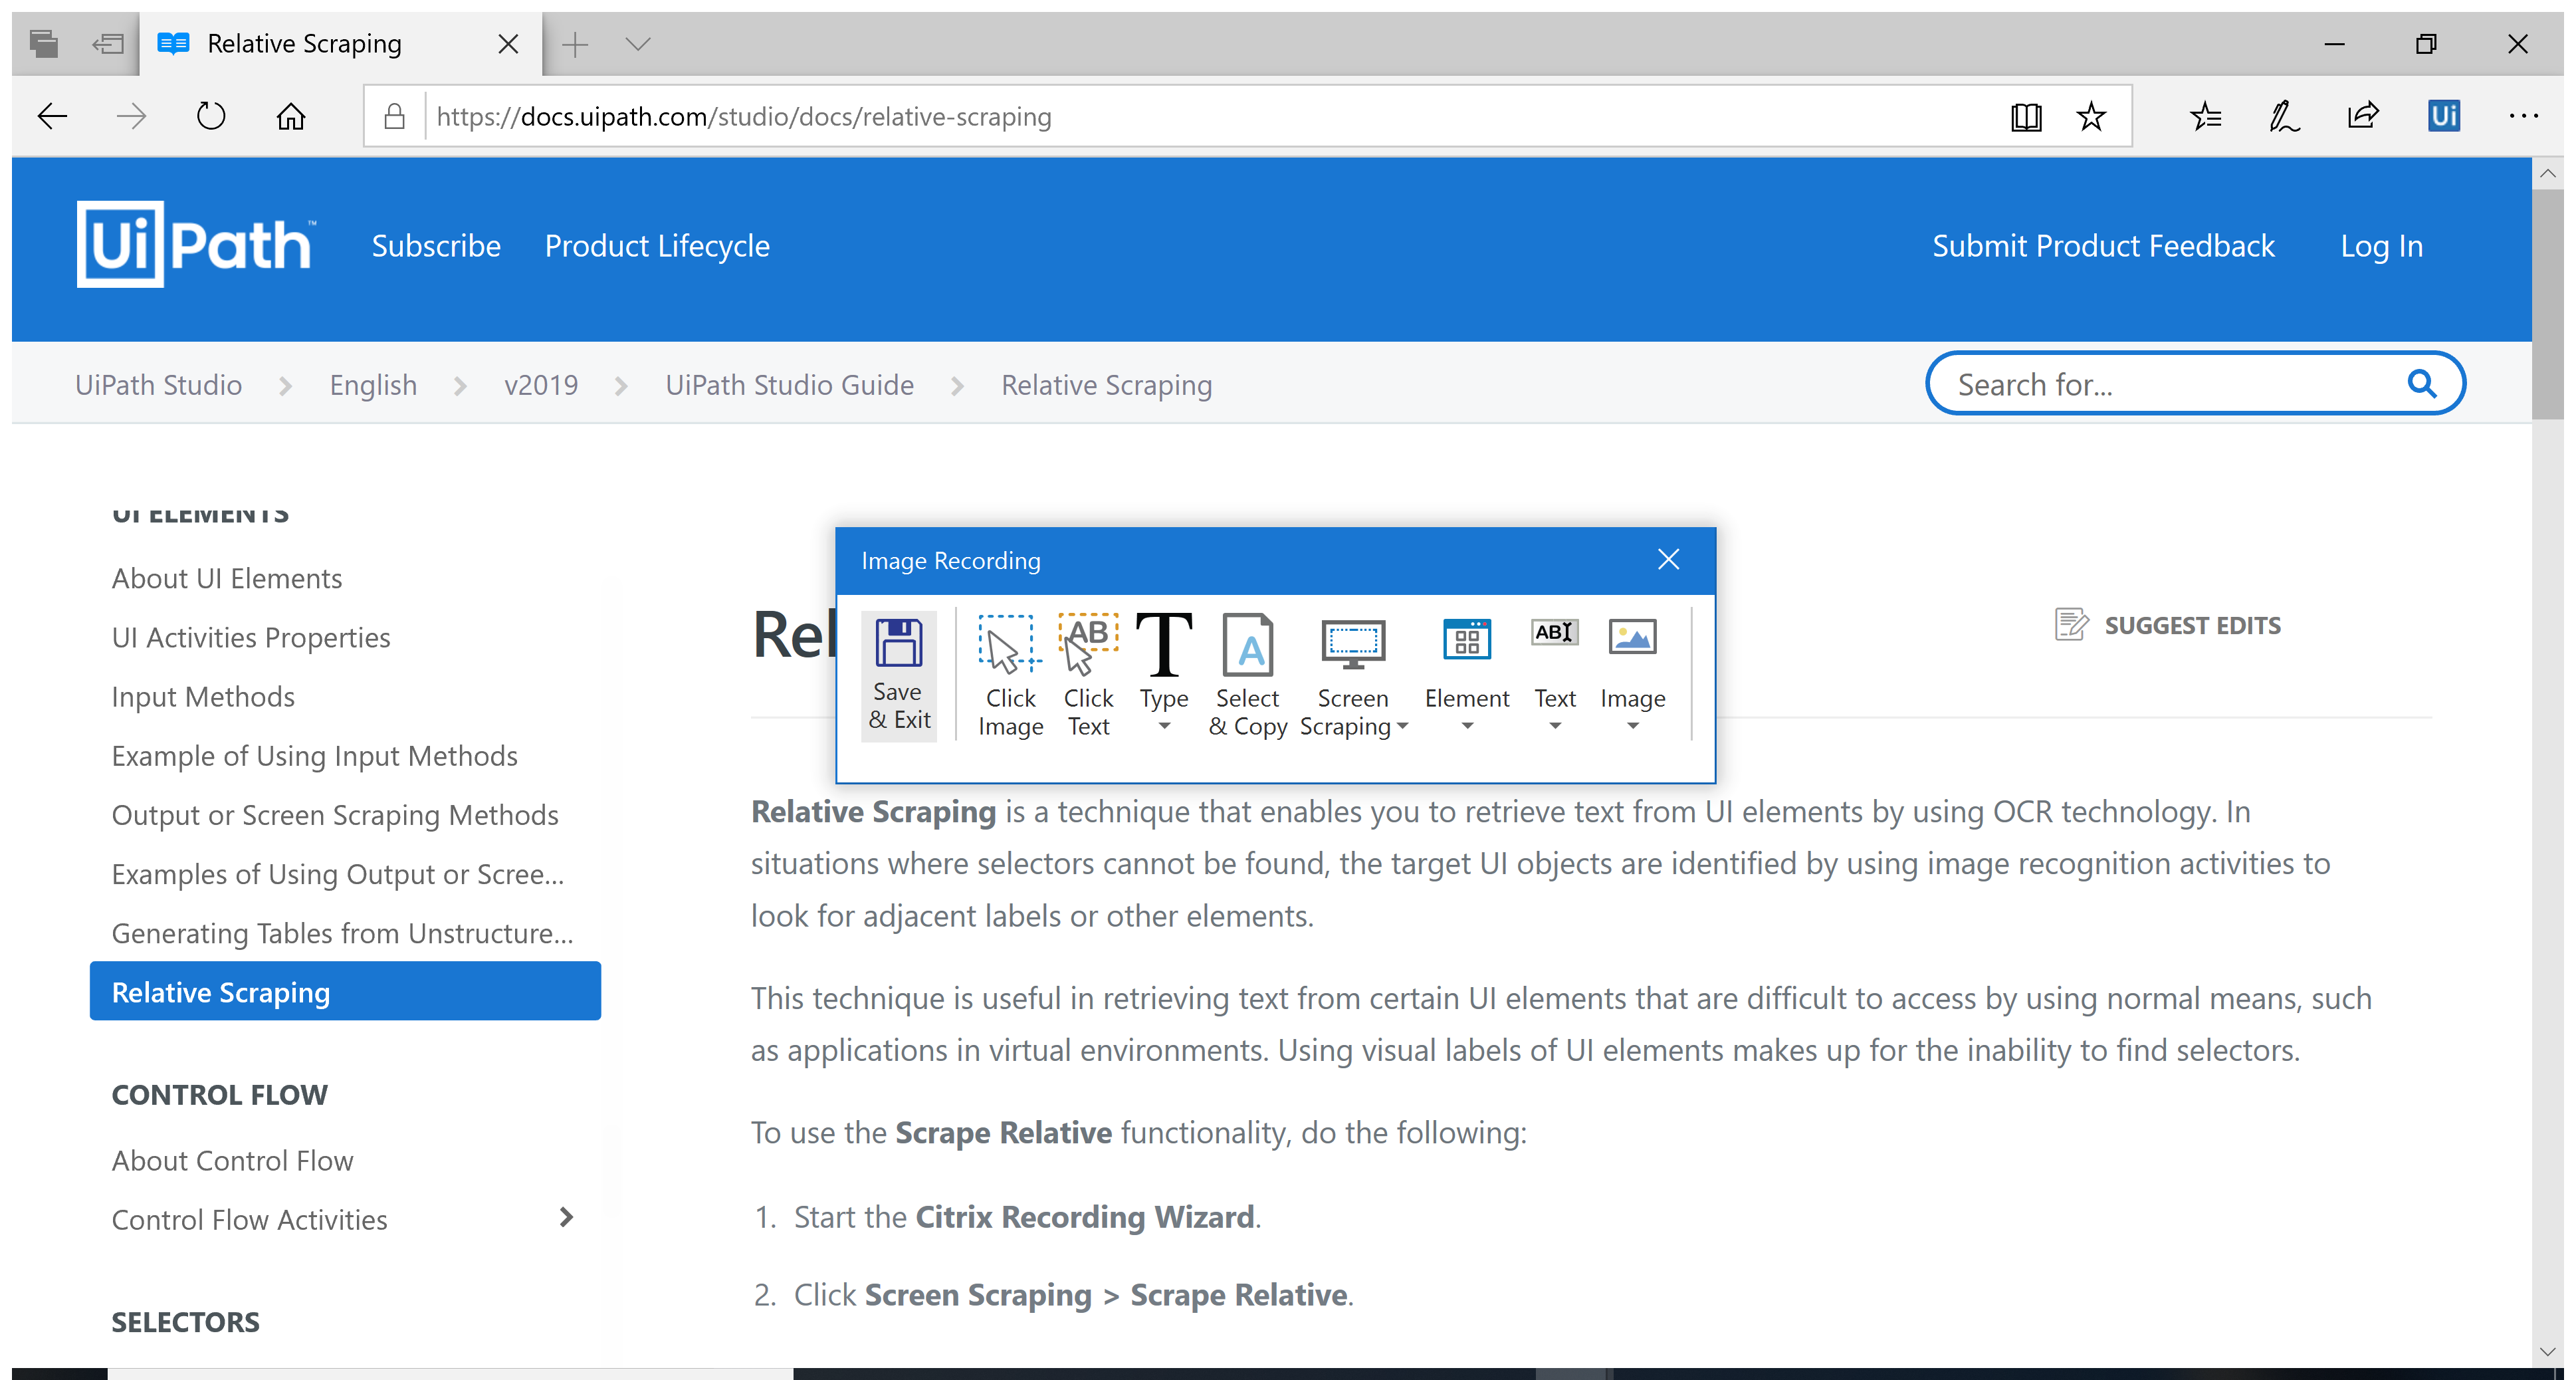 Relative Scraping
https://docs.uipath.com/studio/docs/relative-scraping
Ui
UiPath™
Subscribe
Product Lifecycle
Submit Product Feedback
Log In
UiPath Studio
English
v2019
UiPath Studio Guide
Relative Scraping
Search for...
UI ELEMENTS
About UI Elements
UI Activities Properties
Input Methods
Example of Using Input Methods
Output or Screen Scraping Methods
Examples of Using Output or Scree...
Generating Tables from Unstructure...
Relative Scraping
CONTROL FLOW
About Control Flow
Control Flow Activities
SELECTORS
Rel
SUGGEST EDITS
Image Recording
Save
& Exit
Click
Image
AB
Click
Text
T
Type
A
Select
& Copy
Screen
Scraping
Element
AB
Text
Image
Relative Scraping is a technique that enables you to retrieve text from UI elements by using OCR technology. In
situations where selectors cannot be found, the target UI objects are identified by using image recognition activities to
look for adjacent labels or other elements.
This technique is useful in retrieving text from certain UI elements that are difficult to access by using normal means, such
as applications in virtual environments. Using visual labels of UI elements makes up for the inability to find selectors.
To use the Scrape Relative functionality, do the following:
1. Start the Citrix Recording Wizard.
2. Click Screen Scraping > Scrape Relative.